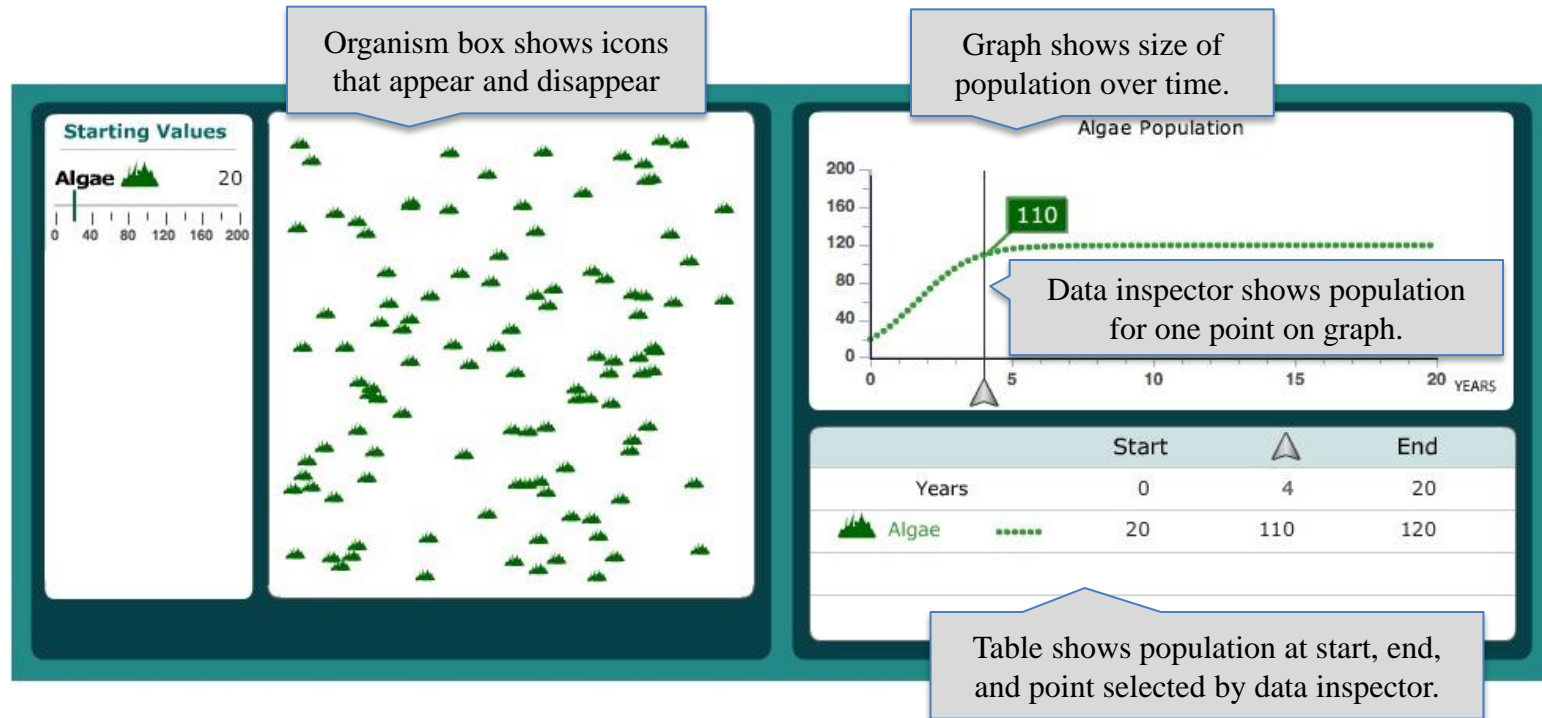 Organism box shows icons
that appear and disappear
Graph shows size of
population over time.
Starting Values
Algae 20
0 40 80 120 160 200
Algae Population
200
160
120
80
40
0
110
Data inspector shows population
for one point on graph.
0 5 10 15 20 YEARS
Start End
Years 0 4 20
Algae 20 110 120
Table shows population at start, end,
and point selected by data inspector.